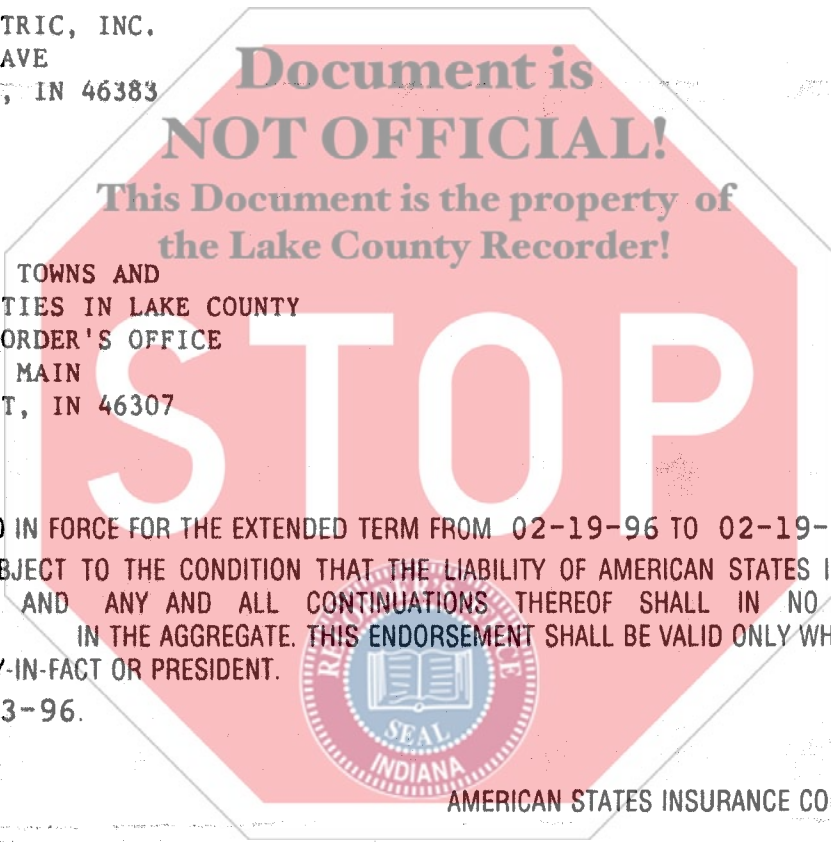 TRIC, INC.
AVE
, IN 46383
Document is
NOT OFFICIAL!
This Document is the property of
the Lake County Recorder!
TOWNS AND
TIES IN LAKE COUNTY
ORDER'S OFFICE
MAIN
T, IN 46307
STOP
IN FORCE FOR THE EXTENDED TERM FROM 02-19-96 TO 02-19-
BJECT TO THE CONDITION THAT THE LIABILITY OF AMERICAN STATES I
AND ANY AND ALL CONTINUATIONS THEREOF SHALL IN NO
IN THE AGGREGATE. THIS ENDORSEMENT SHALL BE VALID ONLY WH
Y-IN-FACT OR PRESIDENT.
3-96.
SEAL
INDIANA
AMERICAN STATES INSURANCE CO